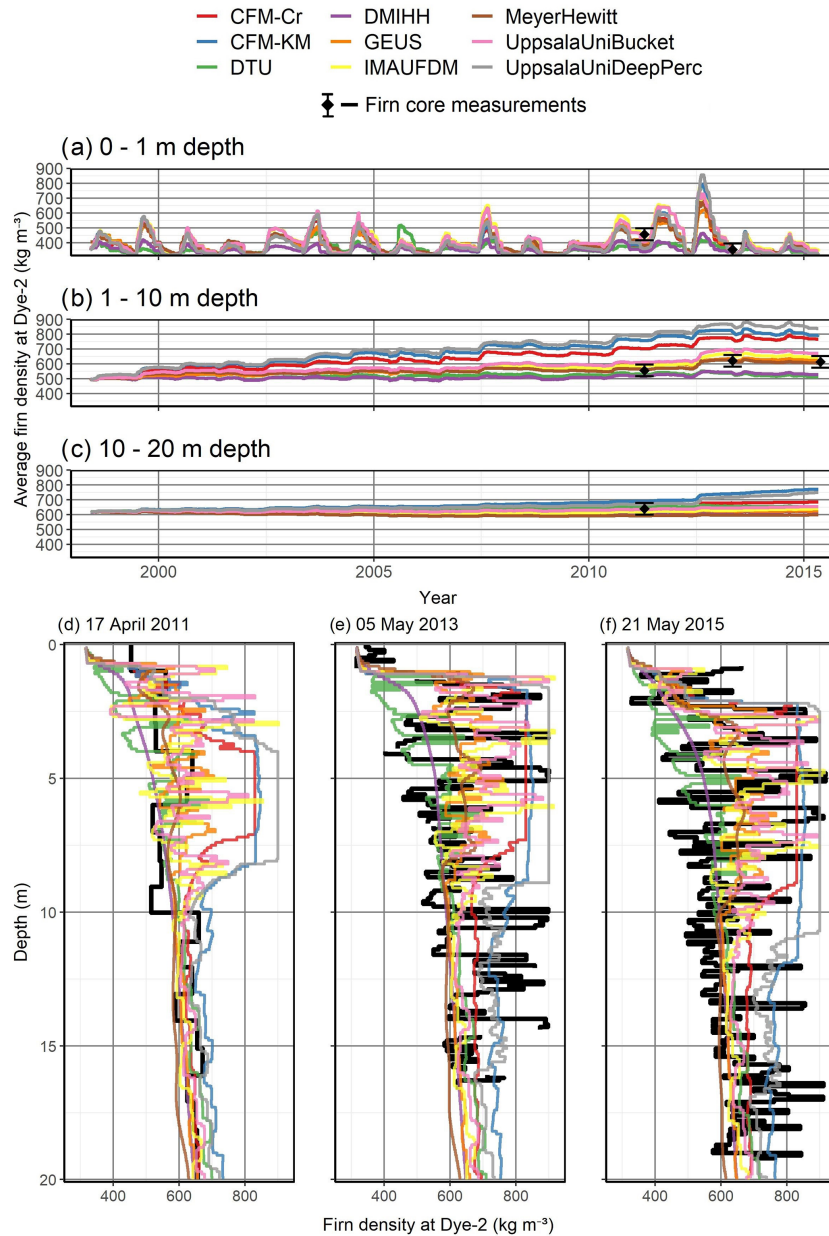 CFM-Cr DMIHH MeyerHewitt
CFM-KM GEUS UppsalaUniBucket
DTU IMAUFDM UppsalaUniDeepPerc
Firn core measurements
(a) 0 - 1 m depth
900
800
700
600
500
400
(b) 1 - 10 m depth
900
800
700
600
500
400
(c) 10 - 20 m depth
900
800
700
600
500
400
Average firn density at Dye-2 (kg m⁻³)
2000 2005 2010 2015
Year
(d) 17 April 2011 (e) 05 May 2013 (f) 21 May 2015
0
5
10
15
20
Depth (m)
400 600 800 400 600 800 400 600 800
Firn density at Dye-2 (kg m⁻³)